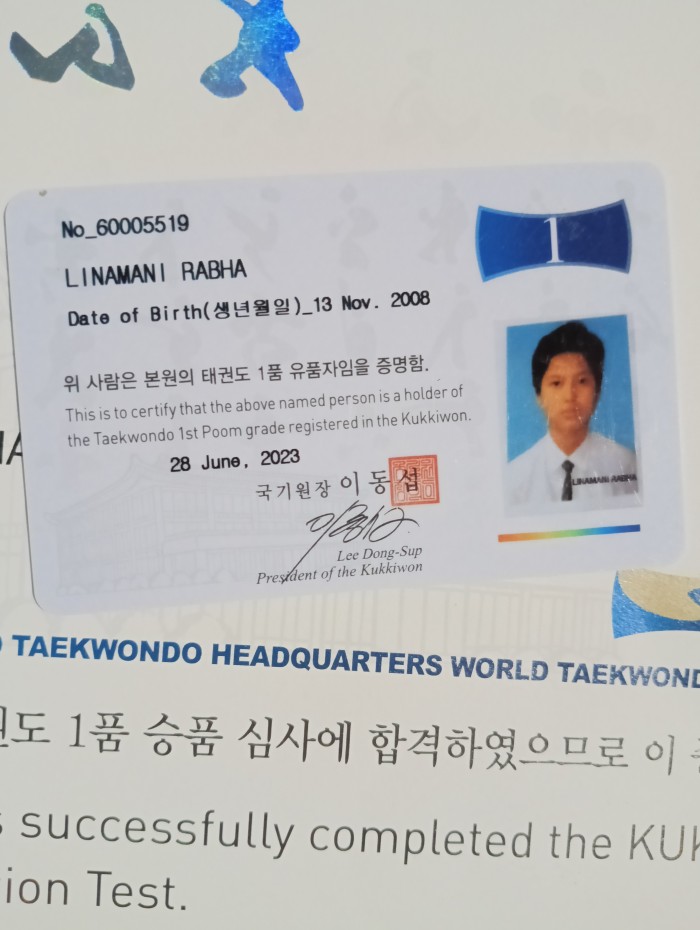 No_60005519
1
LINAMANI RABHA
Date of Birth(생년월일)_13 Nov. 2008
위 사람은 본원의 태권도 1품 유품자임을 증명함.
This is to certify that the above named person is a holder of
the Taekwondo 1st Poom grade registered in the Kukkiwon.
28 June, 2023
국기원장 이동섭
Lee Dong-Sup
President of the Kukkiwon
LINAMANI RABHA
TAEKWONDO HEADQUARTERS WORLD TAEKWOND
도 1품 승품 심사에 합격하였으므로 이
successfully completed the KUK
ion Test.